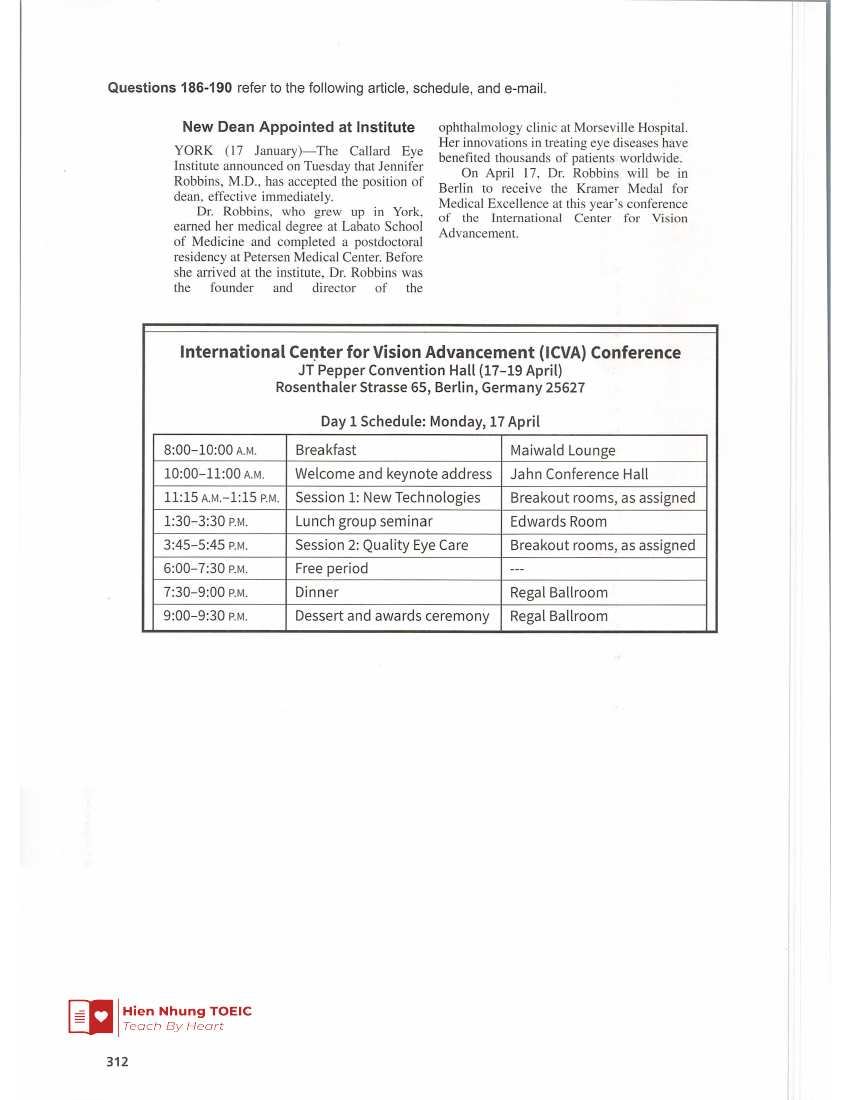 Questions 186-190 refer to the following article, schedule, and e-mail.
New Dean Appointed at Institute
YORK (17 January)—The Callard Eye
Institute announced on Tuesday that Jennifer
Robbins, M.D., has accepted the position of
dean, effective immediately.
Dr. Robbins, who grew up in York,
earned her medical degree at Labato School
of Medicine and completed a postdoctoral
residency at Petersen Medical Center. Before
she arrived at the institute, Dr. Robbins was
the founder and director of the
ophthalmology clinic at Morseville Hospital.
Her innovations in treating eye diseases have
benefited thousands of patients worldwide.
On April 17, Dr. Robbins will be in
Berlin to receive the Kramer Medal for
Medical Excellence at this year's conference
of the International Center for Vision
Advancement.
International Center for Vision Advancement (ICVA) Conference
JT Pepper Convention Hall (17–19 April)
Rosenthaler Strasse 65, Berlin, Germany 25627
Day 1 Schedule: Monday, 17 April
8:00–10:00 A.M. Breakfast Maiwald Lounge
10:00–11:00 A.M. Welcome and keynote address Jahn Conference Hall
11:15 A.M.–1:15 P.M. Session 1: New Technologies Breakout rooms, as assigned
1:30–3:30 P.M. Lunch group seminar Edwards Room
3:45–5:45 P.M. Session 2: Quality Eye Care Breakout rooms, as assigned
6:00–7:30 P.M. Free period ---
7:30–9:00 P.M. Dinner Regal Ballroom
9:00–9:30 P.M. Dessert and awards ceremony Regal Ballroom
Hien Nhung TOEIC
Teach By Heart
312